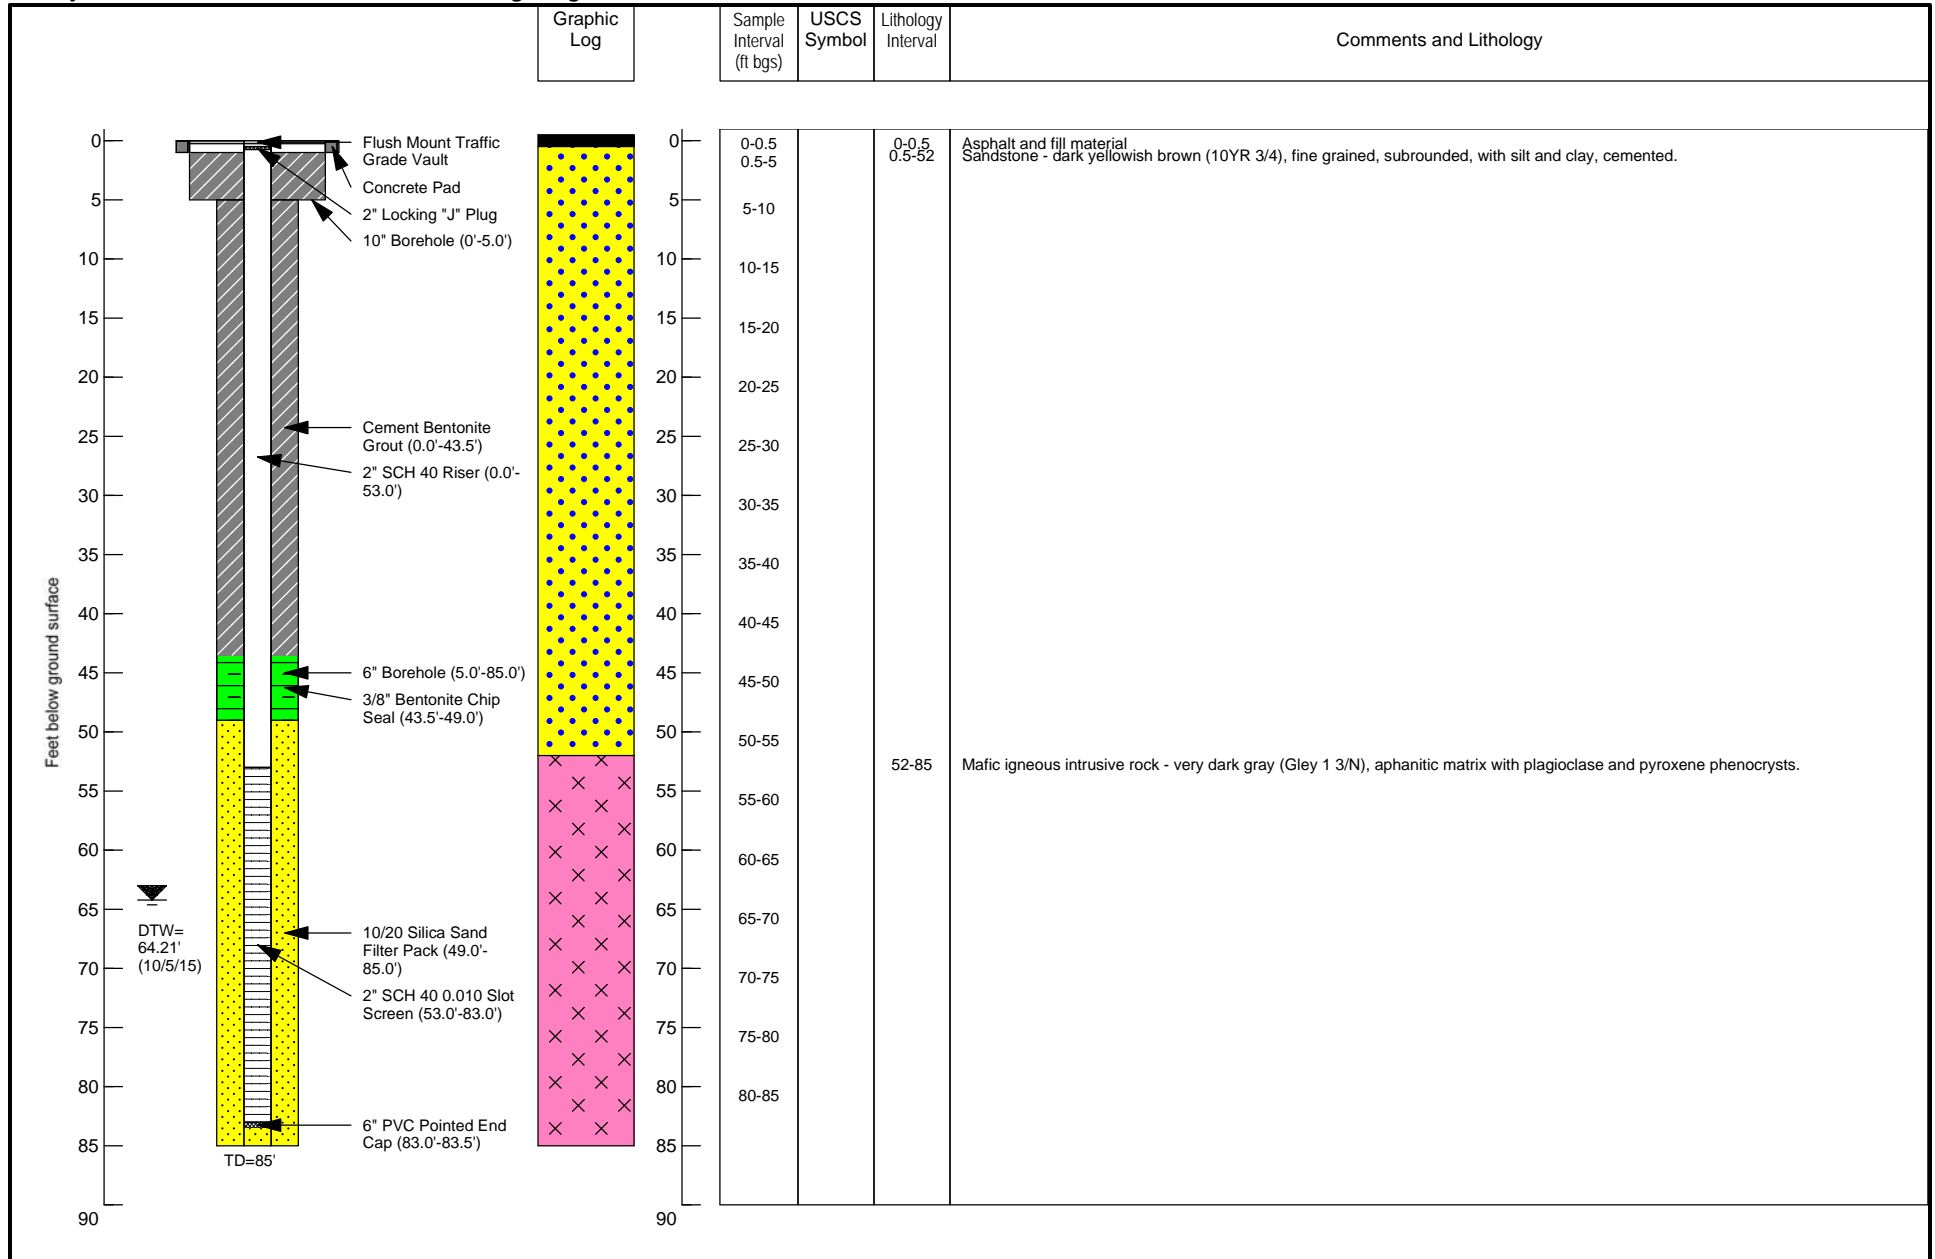 Graphic
Log
Sample
Interval
(ft bgs)
USCS
Symbol
Lithology
Interval
Comments and Lithology
Feet below ground surface
0
5
10
15
20
25
30
35
40
45
50
55
60
65
70
75
80
85
90
Flush Mount Traffic
Grade Vault
Concrete Pad
2" Locking "J" Plug
10" Borehole (0'-5.0')
Cement Bentonite
Grout (0.0'-43.5')
2" SCH 40 Riser (0.0'-
53.0')
6" Borehole (5.0'-85.0')
3/8" Bentonite Chip
Seal (43.5'-49.0')
DTW=
64.21'
(10/5/15)
10/20 Silica Sand
Filter Pack (49.0'-
85.0')
2" SCH 40 0.010 Slot
Screen (53.0'-83.0')
6" PVC Pointed End
Cap (83.0'-83.5')
TD=85'
0
5
10
15
20
25
30
35
40
45
50
55
60
65
70
75
80
85
90
0-0.5
0.5-5
5-10
10-15
15-20
20-25
25-30
30-35
35-40
40-45
45-50
50-55
55-60
60-65
65-70
70-75
75-80
80-85
0-0.5 Asphalt and fill material
0.5-52 Sandstone - dark yellowish brown (10YR 3/4), fine grained, subrounded, with silt and clay, cemented.
52-85 Mafic igneous intrusive rock - very dark gray (Gley 1 3/N), aphanitic matrix with plagioclase and pyroxene phenocrysts.